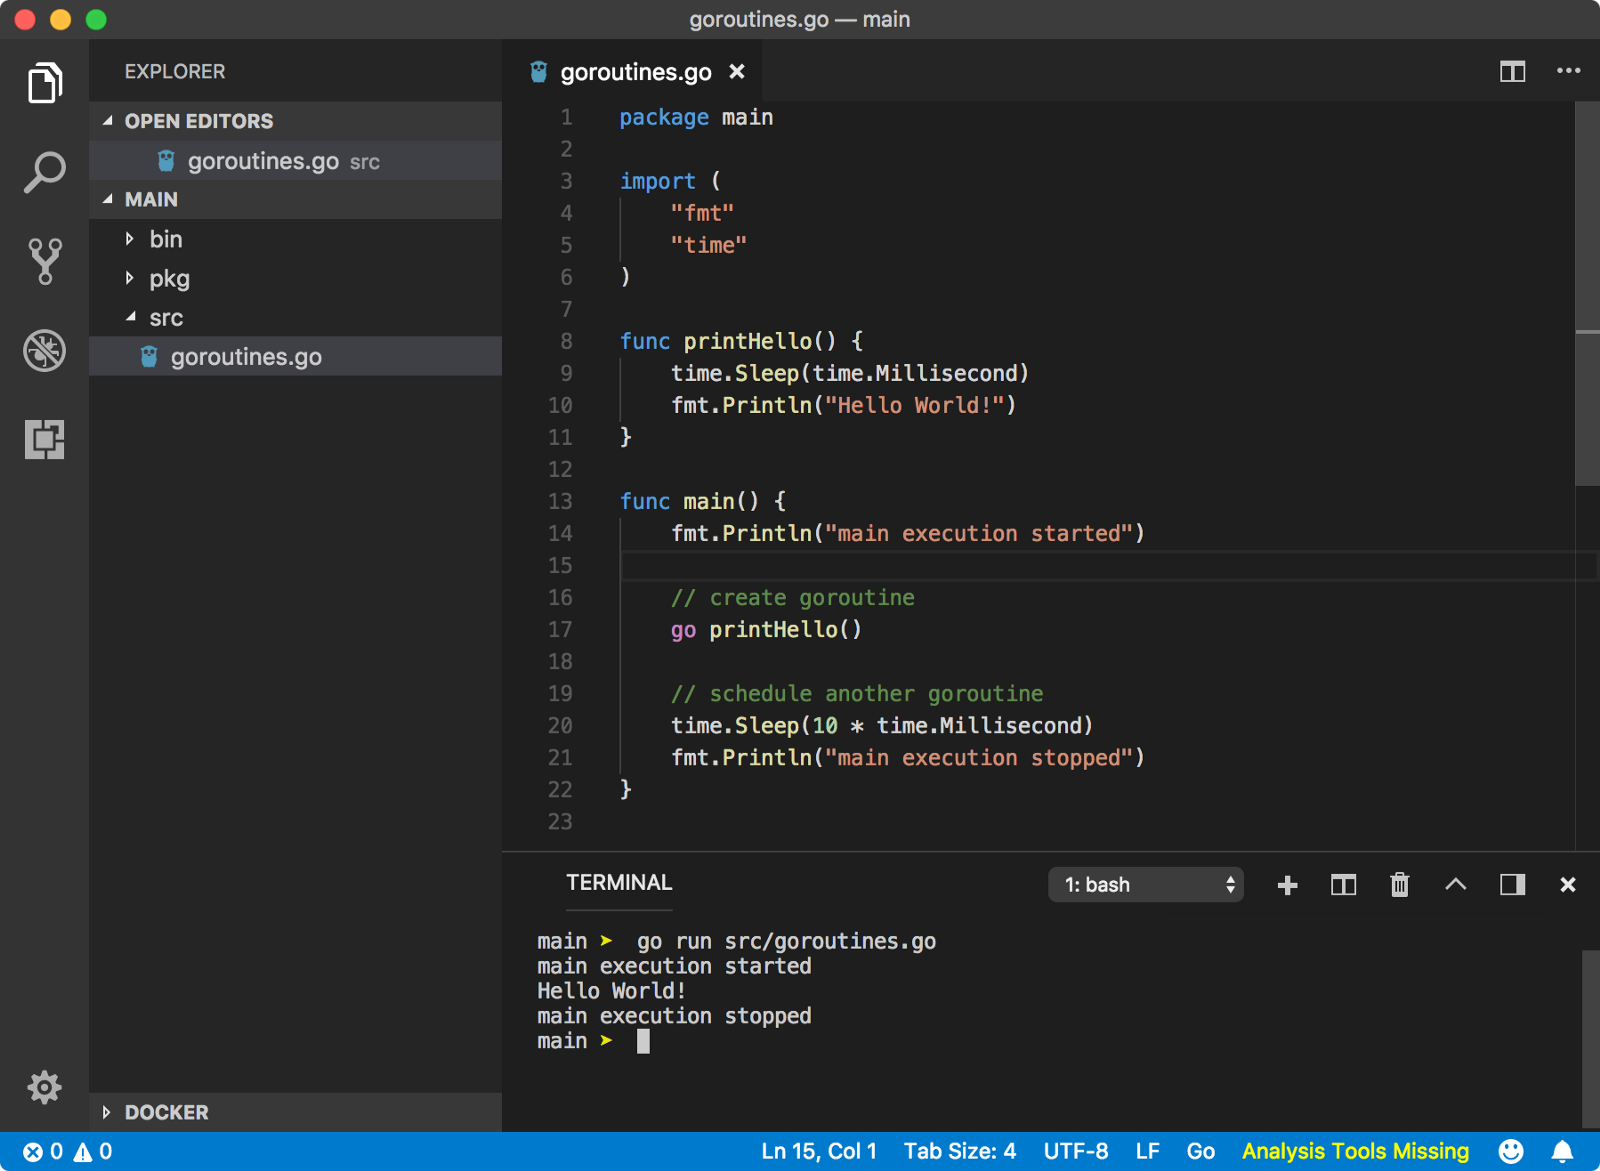 goroutines.go — main
EXPLORER
OPEN EDITORS
goroutines.go src
MAIN
bin
pkg
src
goroutines.go
DOCKER
goroutines.go
1 package main
2
3 import (
4 "fmt"
5 "time"
6 )
7
8 func printHello() {
9 time.Sleep(time.Millisecond)
10 fmt.Println("Hello World!")
11 }
12
13 func main() {
14 fmt.Println("main execution started")
15
16 // create goroutine
17 go printHello()
18
19 // schedule another goroutine
20 time.Sleep(10 * time.Millisecond)
21 fmt.Println("main execution stopped")
22 }
23
TERMINAL
1: bash
main ➤ go run src/goroutines.go
main execution started
Hello World!
main execution stopped
main ➤
0 0 Ln 15, Col 1 Tab Size: 4 UTF-8 LF Go Analysis Tools Missing